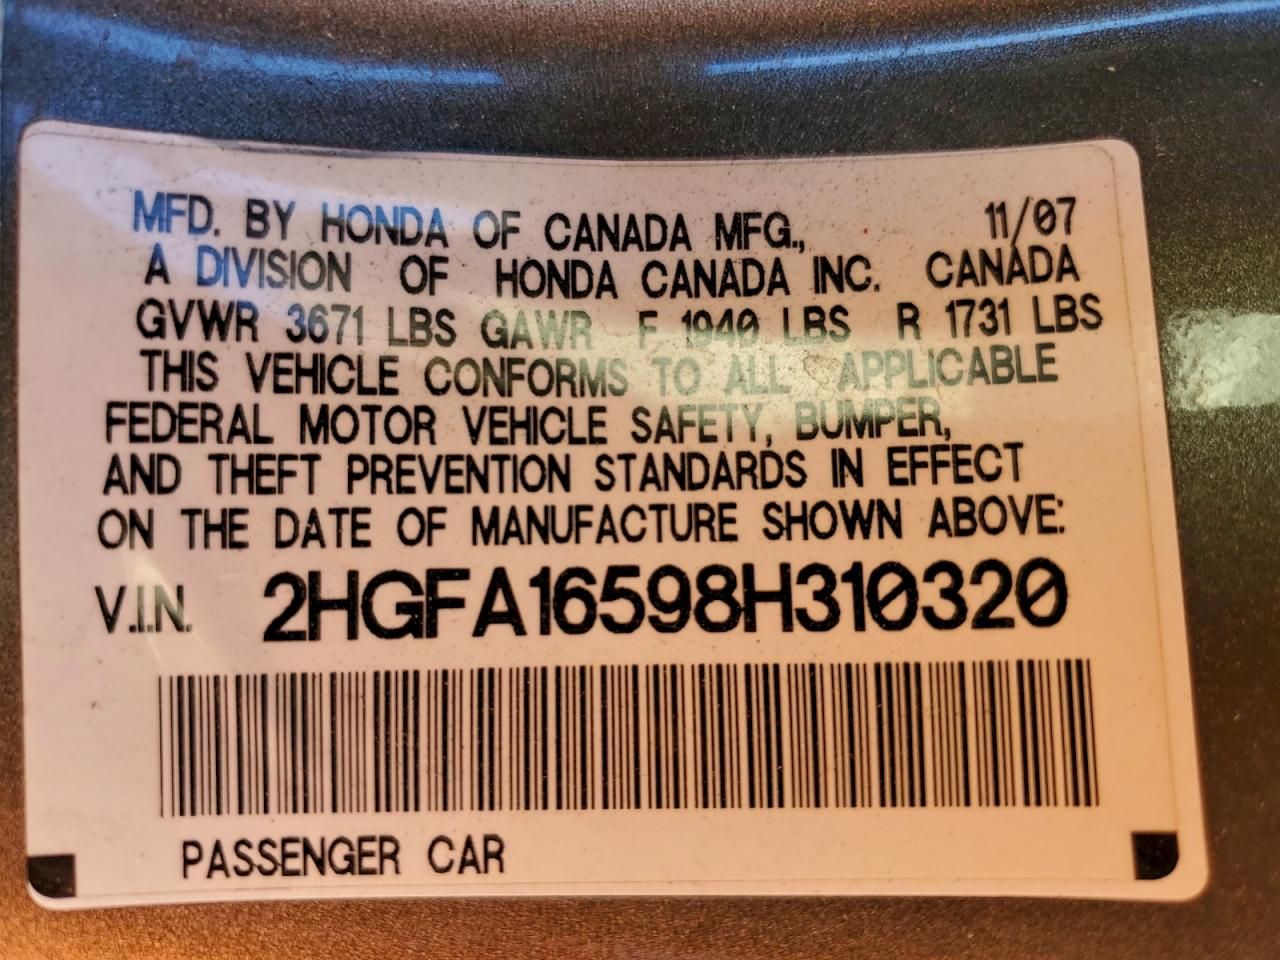 MFD. BY HONDA OF CANADA MFG., 11/07
A DIVISION OF HONDA CANADA INC. CANADA
GVWR 3671 LBS GAWR F 1940 LBS R 1731 LBS
THIS VEHICLE CONFORMS TO ALL APPLICABLE
FEDERAL MOTOR VEHICLE SAFETY, BUMPER,
AND THEFT PREVENTION STANDARDS IN EFFECT
ON THE DATE OF MANUFACTURE SHOWN ABOVE:
V.I.N. 2HGFA16598H310320
PASSENGER CAR